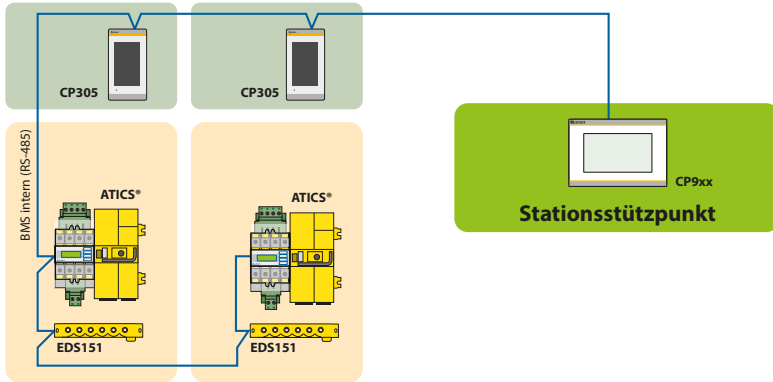 CP305
CP305
CP9xx
Stationsstützpunkt
BMS intern (RS-485)
ATICS®
ATICS®
EDS151
EDS151